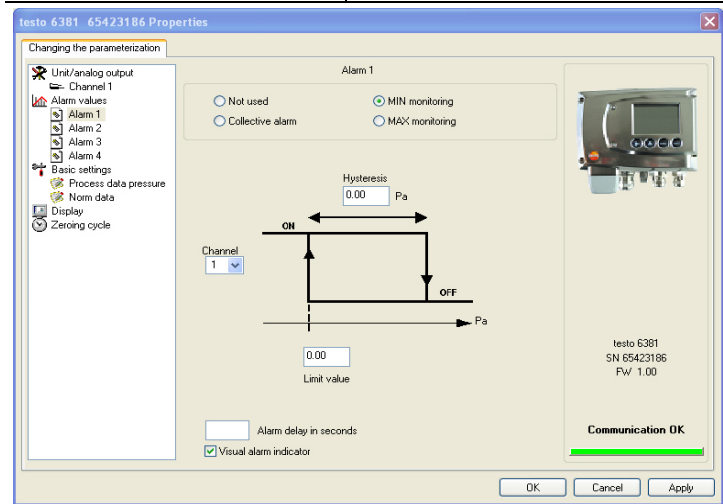 testo 6381 65423186 Properties
Changing the parameterization
Unit/analog output
Channel 1
Alarm values
Alarm 1
Alarm 2
Alarm 3
Alarm 4
Basic settings
Process data pressure
Norm data
Display
Zeroing cycle
Alarm 1
Not used
MIN monitoring
Collective alarm
MAX monitoring
Hysteresis
0.00 Pa
ON
Channel
1
OFF
Pa
0.00
Limit value
Alarm delay in seconds
Visual alarm indicator
testo 6381
SN 65423186
FW 1.00
Communication OK
OK Cancel Apply